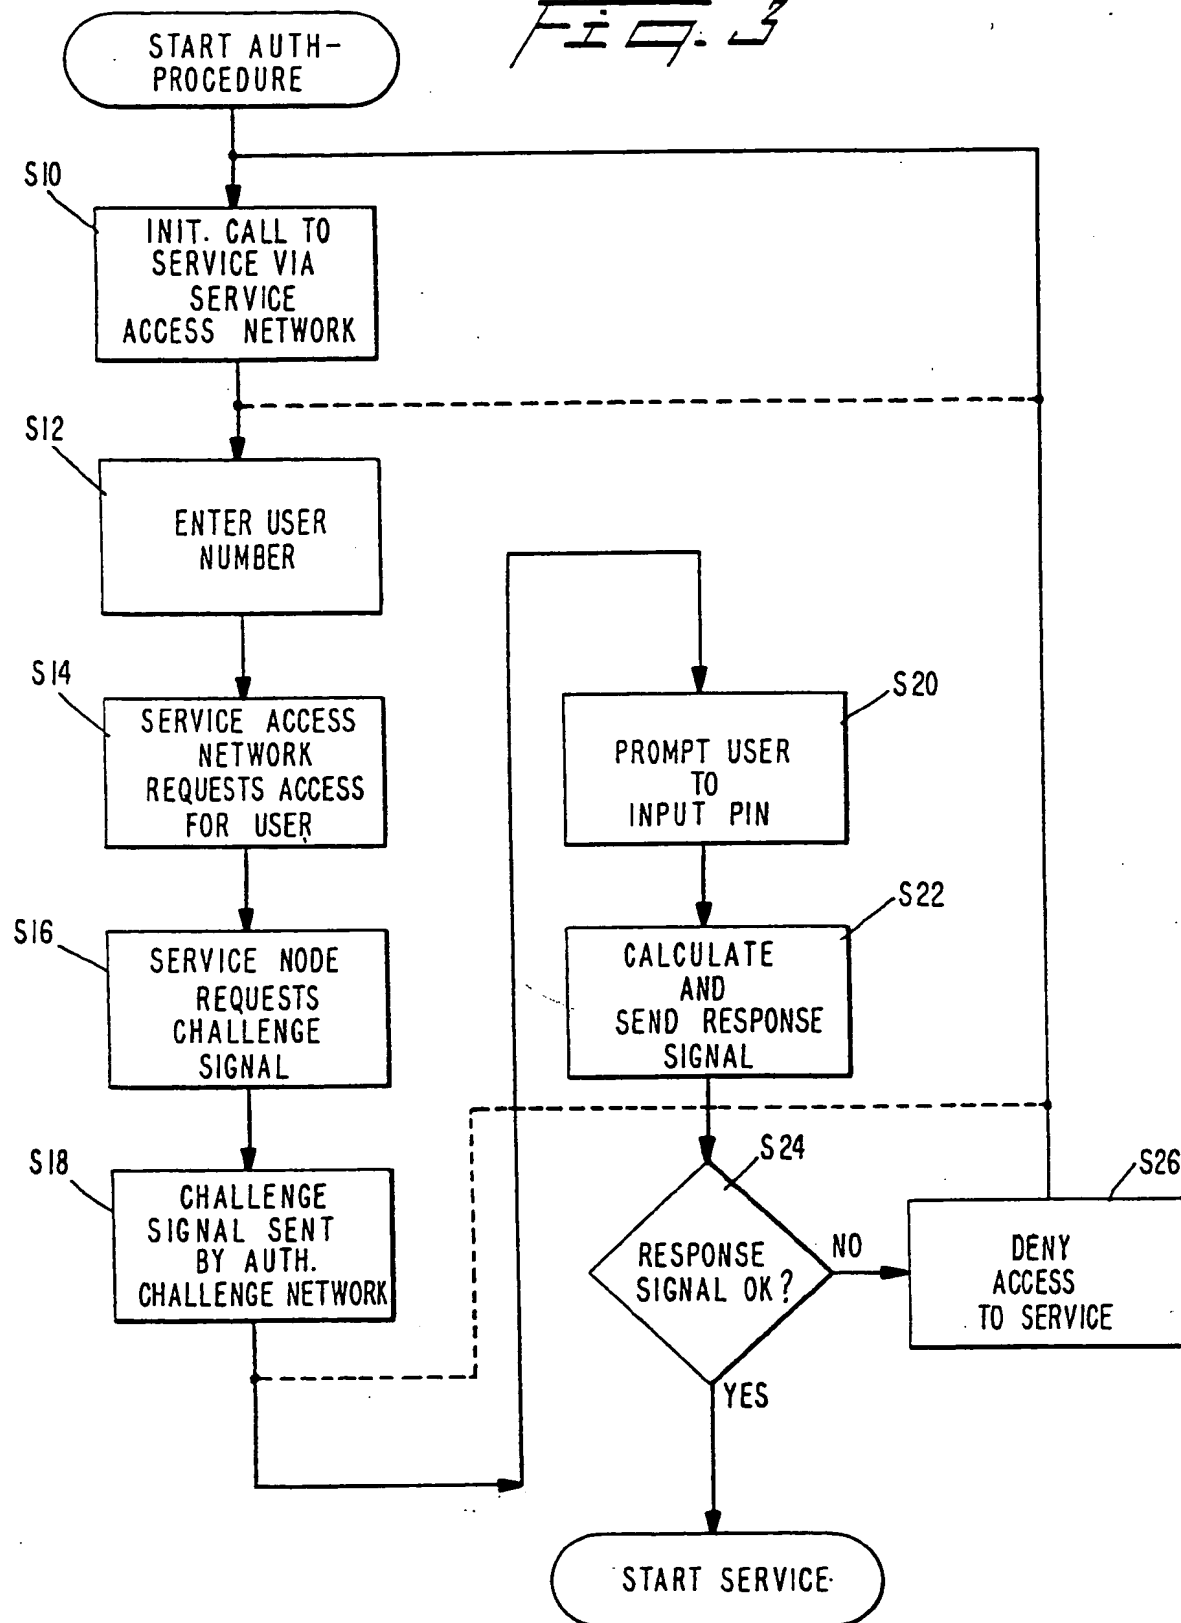 Fig. 3
START AUTH-
PROCEDURE
S10
INIT. CALL TO
SERVICE VIA
SERVICE
ACCESS NETWORK
S12
ENTER USER
NUMBER
S14
SERVICE ACCESS
NETWORK
REQUESTS ACCESS
FOR USER
S16
SERVICE NODE
REQUESTS
CHALLENGE
SIGNAL
S18
CHALLENGE
SIGNAL SENT
BY AUTH.
CHALLENGE NETWORK
S20
PROMPT USER
TO
INPUT PIN
S22
CALCULATE
AND
SEND RESPONSE
SIGNAL
S24
RESPONSE
SIGNAL OK?
NO
YES
S26
DENY
ACCESS
TO SERVICE
START SERVICE